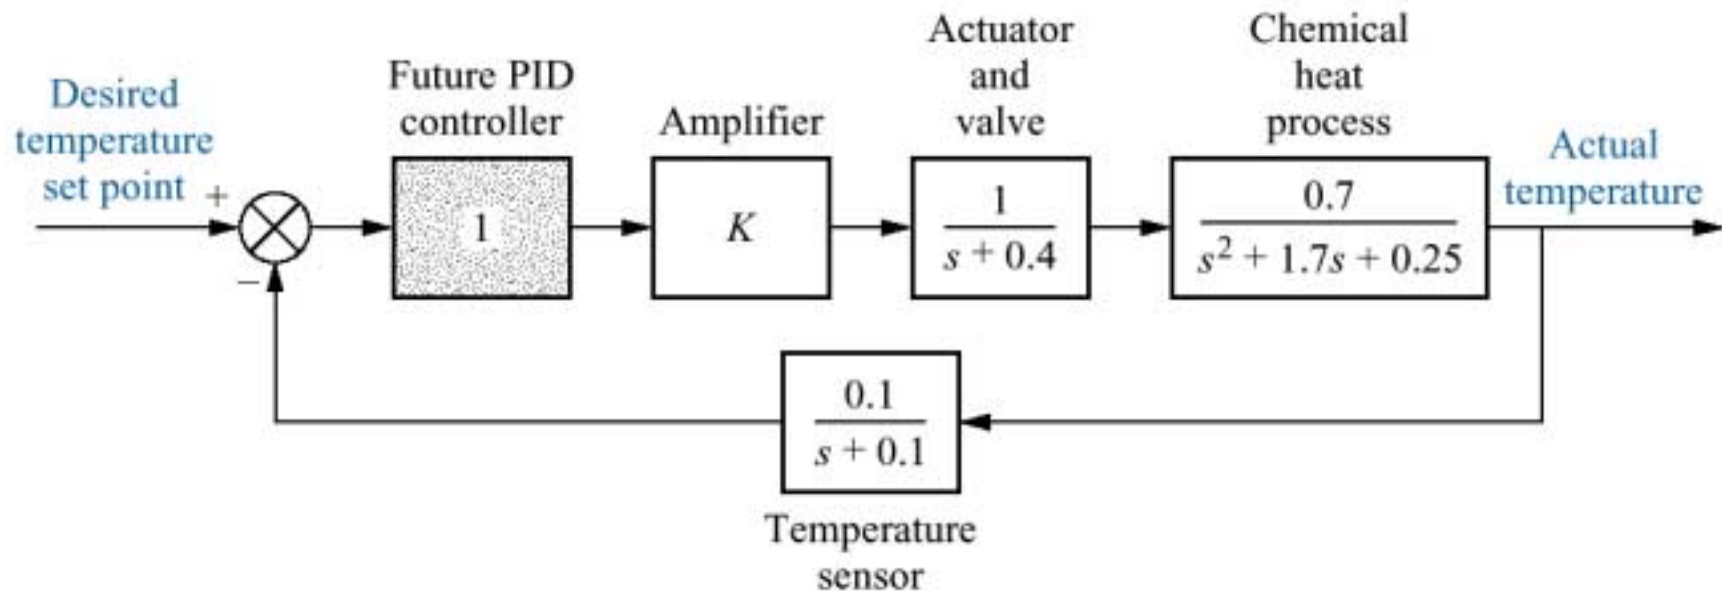 Desired
temperature
set point
+
−
Future PID
controller
1
Amplifier
K
Actuator
and
valve
1
s + 0.4
Chemical
heat
process
0.7
s² + 1.7s + 0.25
Actual
temperature
0.1
s + 0.1
Temperature
sensor